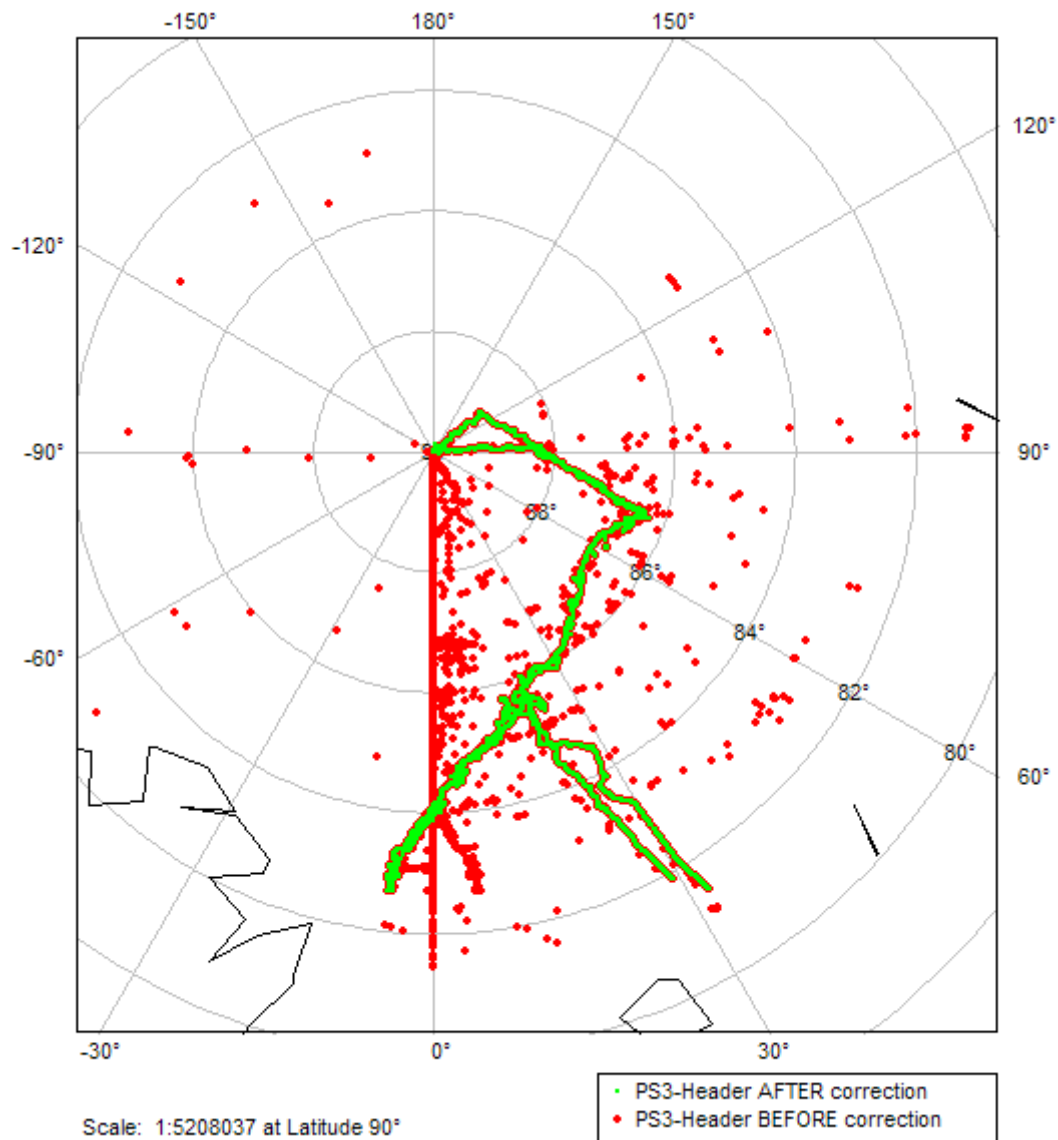 -150° 180° 150°
120°
-120°
-90° 90°
88°
86°
-60° 84°
82°
80°
60°
-30° 0° 30°
PS3-Header AFTER correction
PS3-Header BEFORE correction
Scale: 1:5208037 at Latitude 90°